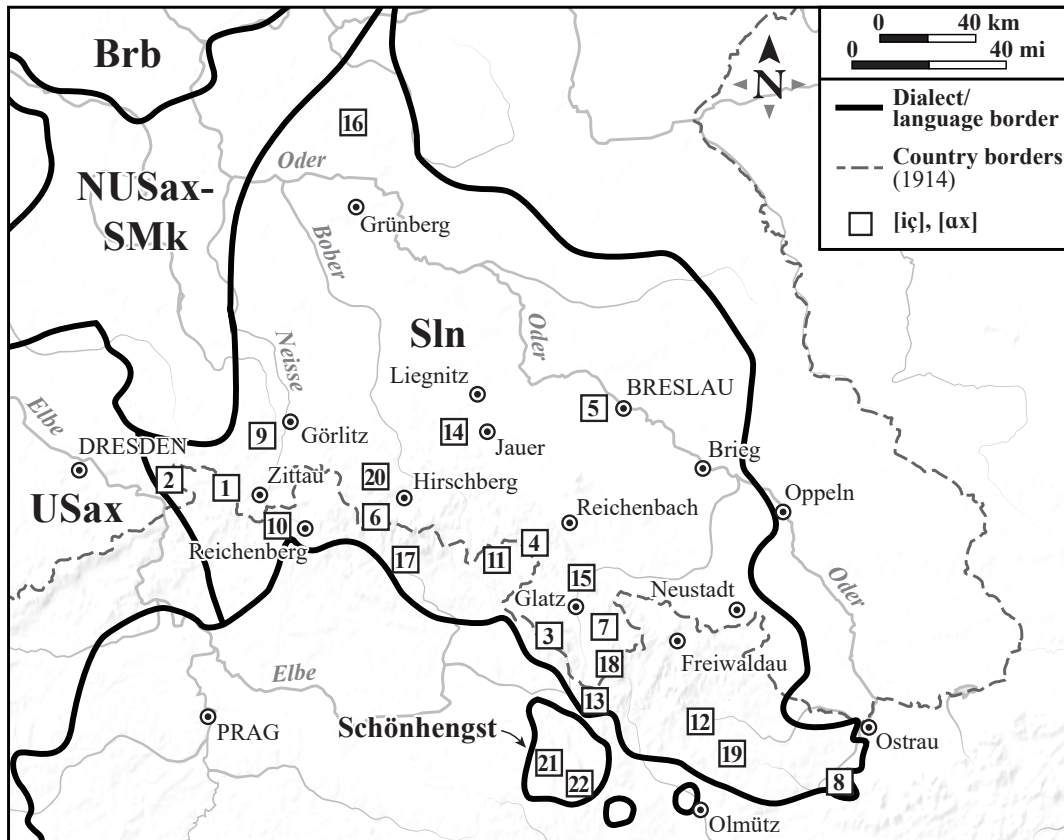 Brb
0 40 km
0 40 mi
N
Dialect/
language border
Country borders
(1914)
[iç], [ɑx]
16
Oder
NUSax-
SMk
Grünberg
Bober
Neisse
Sln
Oder
Liegnitz
Elbe
5
BRESLAU
9
Görlitz
14
Jauer
DRESDEN
Brieg
2
1
Zittau
20
Hirschberg
Oppeln
USax
10
6
Reichenbach
Reichenberg
17
11
4
15
Neustadt
Oder
Glatz
3
7
Freiwaldau
18
Elbe
13
PRAG
Schönhengst
12
Ostrau
21
19
22
8
Olmütz